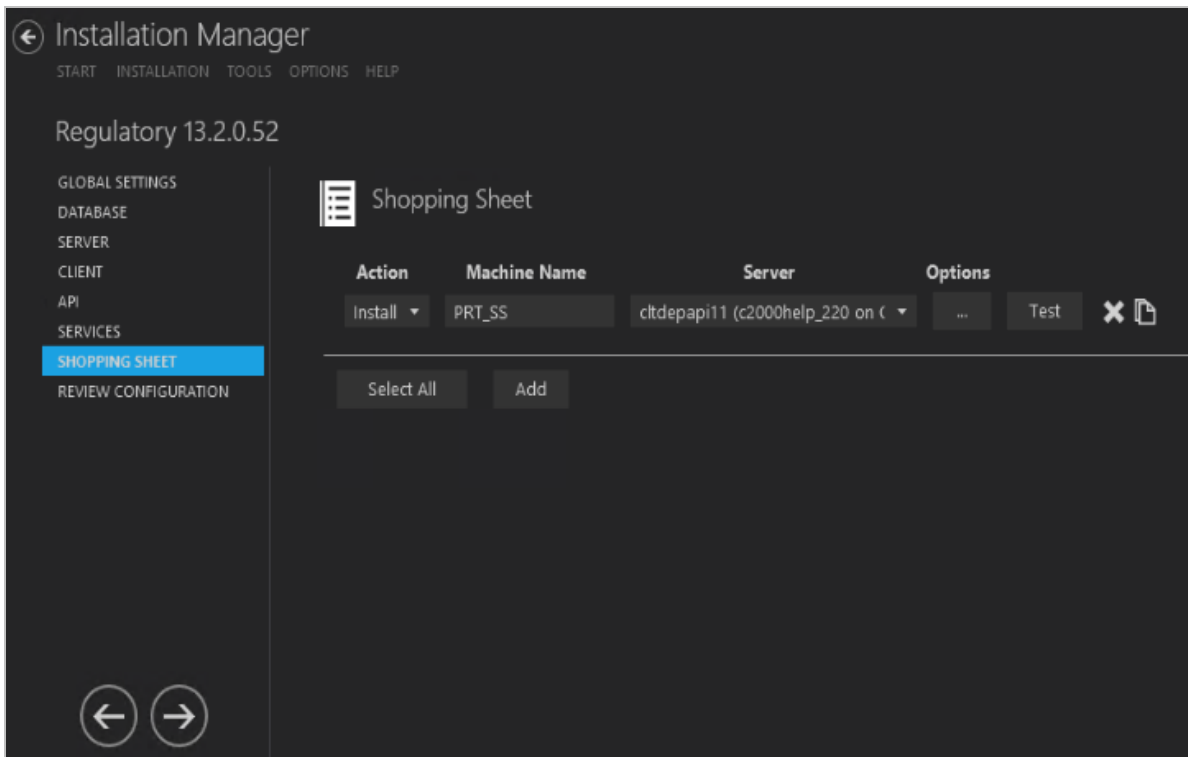 Installation Manager
START INSTALLATION TOOLS OPTIONS HELP
Regulatory 13.2.0.52
GLOBAL SETTINGS
DATABASE
SERVER
CLIENT
API
SERVICES
SHOPPING SHEET
REVIEW CONFIGURATION
Shopping Sheet
Action Machine Name Server Options
Install PRT_SS cltdepapi11 (c2000help_220 on ( ... Test
Select All Add